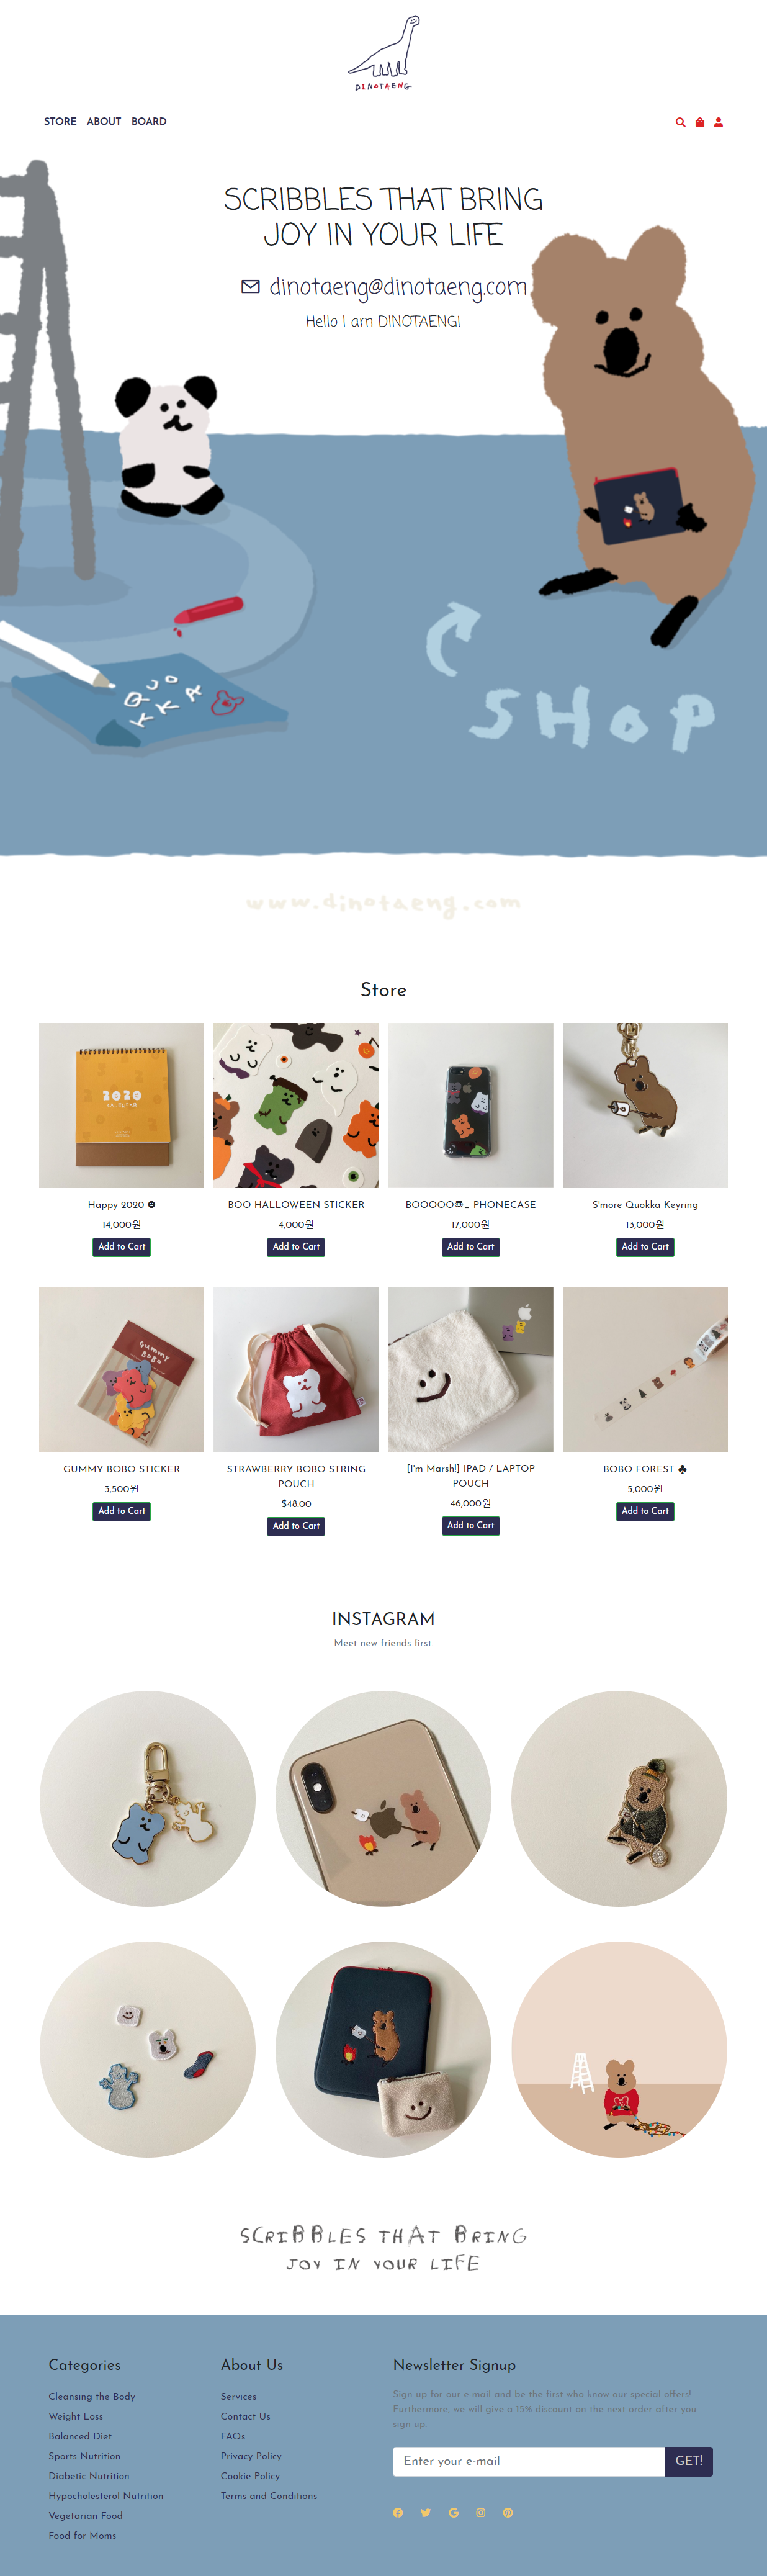 DINOTAENG
STORE ABOUT BOARD
SCRIBBLES THAT BRING
JOY IN YOUR LIFE
dinotaeng@dinotaeng.com
Hello I am DINOTAENG!
SHOP
www.dinotaeng.com
Store
2020
Happy 2020 ☻
14,000원
Add to Cart
BOO HALLOWEEN STICKER
4,000원
Add to Cart
PHONECASE
17,000원
Add to Cart
S'more Quokka Keyring
13,000원
Add to Cart
Gummy
BoBo
GUMMY BOBO STICKER
3,500원
Add to Cart
STRAWBERRY BOBO STRING
POUCH
$48.00
Add to Cart
[I'm Marsh!] IPAD / LAPTOP
POUCH
46,000원
Add to Cart
BOBO FOREST ♣
5,000원
Add to Cart
INSTAGRAM
Meet new friends first.
SCRIBBLES THAT BRING
JOY IN YOUR LIFE
Categories
Cleansing the Body
Weight Loss
Balanced Diet
Sports Nutrition
Diabetic Nutrition
Hypocholesterol Nutrition
Vegetarian Food
Food for Moms
About Us
Services
Contact Us
FAQs
Privacy Policy
Cookie Policy
Terms and Conditions
Newsletter Signup
Sign up for our e-mail and be the first who know our special offers!
Furthermore, we will give a 15% discount on the next order after you
sign up.
Enter your e-mail
GET!